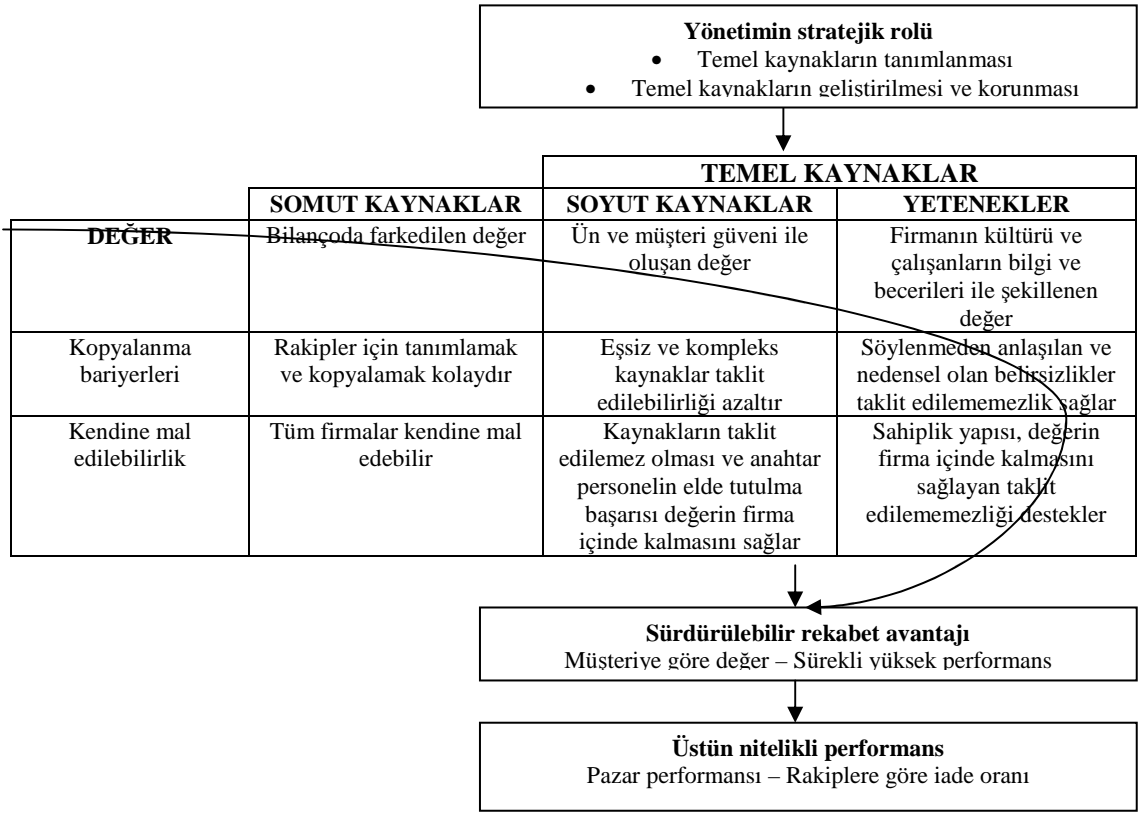 Yönetimin stratejik rolü
• Temel kaynakların tanımlanması
• Temel kaynakların geliştirilmesi ve korunması
TEMEL KAYNAKLAR
SOMUT KAYNAKLAR
SOYUT KAYNAKLAR
YETENEKLER
DEĞER
Bilançoda farkedilen değer
Ün ve müşteri güveni ile
oluşan değer
Firmanın kültürü ve
çalışanların bilgi ve
becerileri ile şekillenen
değer
Kopyalanma
bariyerleri
Rakipler için tanımlamak
ve kopyalamak kolaydır
Eşsiz ve kompleks
kaynaklar taklit
edilebilirliği azaltır
Söylenmeden anlaşılan ve
nedensel olan belirsizlikler
taklit edilememezlik sağlar
Kendine mal
edilebilirlik
Tüm firmalar kendine mal
edebilir
Kaynakların taklit
edilemez olması ve anahtar
personelin elde tutulma
başarısı değerin firma
içinde kalmasını sağlar
Sahiplik yapısı, değerin
firma içinde kalmasını
sağlayan taklit
edilememezliği destekler
Sürdürülebilir rekabet avantajı
Müşteriye göre değer – Sürekli yüksek performans
Üstün nitelikli performans
Pazar performansı – Rakiplere göre iade oranı